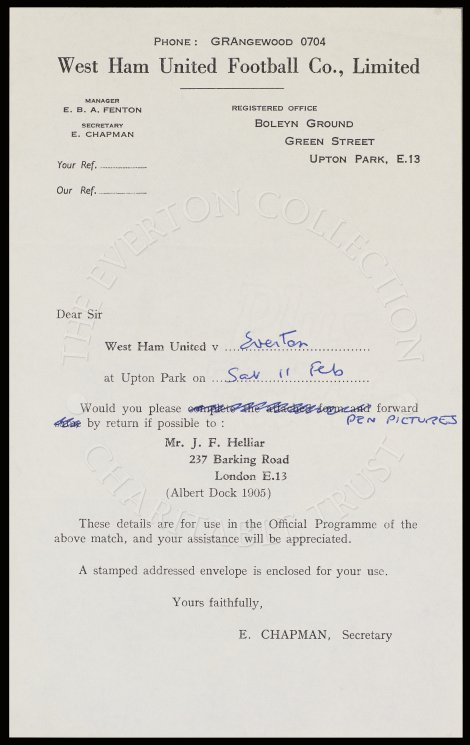 PHONE: GRANGEWOOD 0704
West Ham United Football Co., Limited
MANAGER
E. B. A. FENTON
SECRETARY
E. CHAPMAN
REGISTERED OFFICE
BOLEYN GROUND
GREEN STREET
UPTON PARK, E.13
Your Ref.
Our Ref.
THE EVERTON COLLECTION
CHARITABLE TRUST
Dear Sir
West Ham United v Everton
at Upton Park on Sat 11 Feb
Would you please complete the attached form and forward
PEN PICTURES
by return if possible to :
Mr. J. F. Helliar
237 Barking Road
London E.13
(Albert Dock 1905)
These details are for use in the Official Programme of the
above match, and your assistance will be appreciated.
A stamped addressed envelope is enclosed for your use.
Yours faithfully,
E. CHAPMAN, Secretary